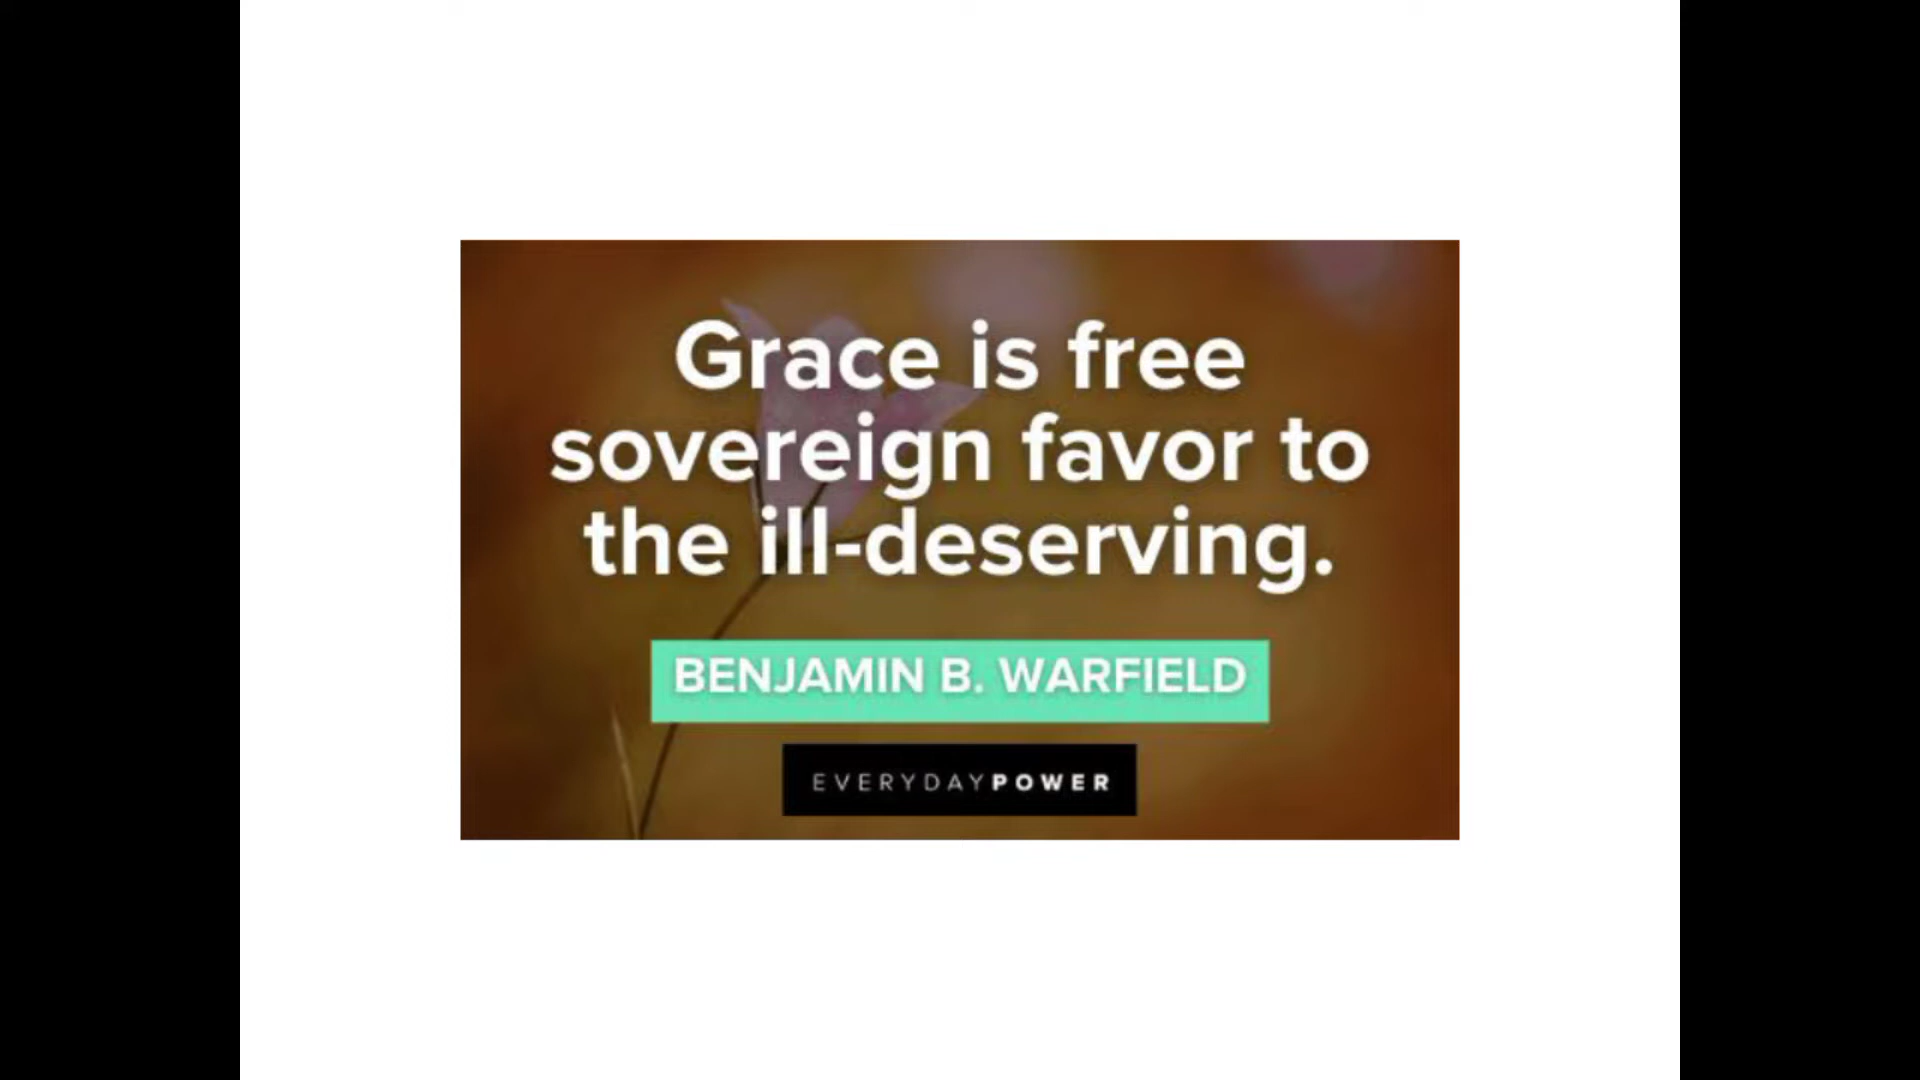 Grace is free
sovereign favor to
the ill-deserving.
BENJAMIN B. WARFIELD
EVERYDAYPOWER